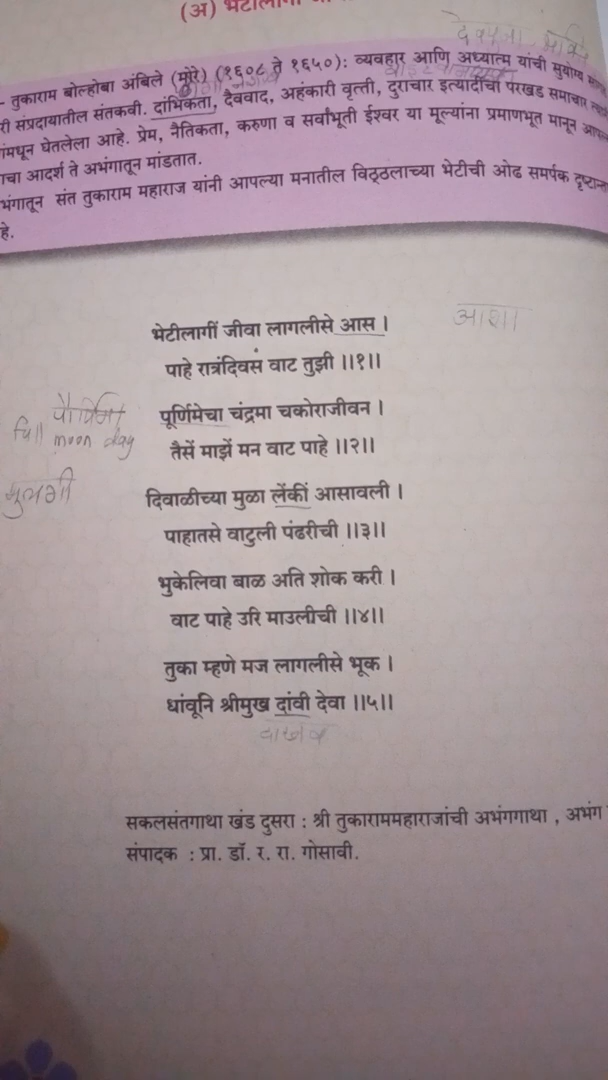 (अ) भेटीलागी
- तुकाराम बोल्होबा अंबिले (मोरे) (१६०८ ते १६५०): व्यवहार आणि अध्यात्म यांची सुयोग्य
री संप्रदायातील संतकवी. दांभिकता, दैववाद, अहंकारी वृत्ती, दुराचार इत्यादींचा परखड समाचार
गंमधून घेतलेला आहे. प्रेम, नैतिकता, करुणा व सर्वांभूती ईश्वर या मूल्यांना प्रमाणभूत मानून
चा आदर्श ते अभंगातून मांडतात.
भंगातून संत तुकाराम महाराज यांनी आपल्या मनातील विठ्ठलाच्या भेटीची ओढ समर्पक
हे.
भेटीलागीं जीवा लागलीसे आस ।
आशा
पाहे रात्रंदिवस वाट तुझी ॥१॥
पूर्णिमेचा चंद्रमा चकोराजीवन ।
full moon day
तैसें माझें मन वाट पाहे ॥२॥
दिवाळीच्या मुळा लेंकीं आसावली ।
पाहातसे वाटुली पंढरीची ॥३॥
भुकेलिवा बाळ अति शोक करी ।
वाट पाहे उरि माउलीची ॥४॥
तुका म्हणे मज लागलीसे भूक ।
धांवूनि श्रीमुख दांवी देवा ॥५॥
सकलसंतगाथा खंड दुसरा : श्री तुकाराममहाराजांची अभंगगाथा , अभंग
संपादक : प्रा. डॉ. र. रा. गोसावी.